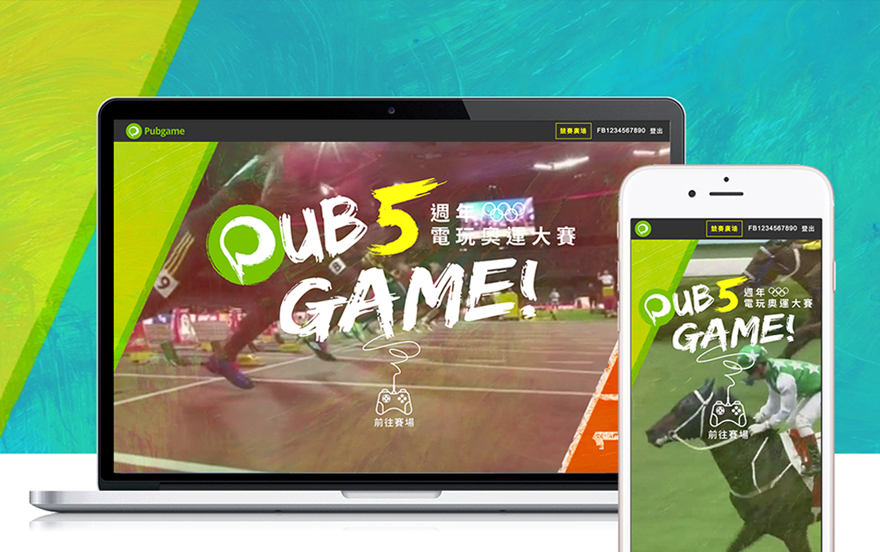 Pubgame
競賽廣場 FB1234567890 登出
PUB 5 週年
電玩奧運大賽
GAME!
前往賽場
9
競賽廣場 FB1234567890 登出
PUB 5 週年
電玩奧運大賽
GAME!
前往賽場